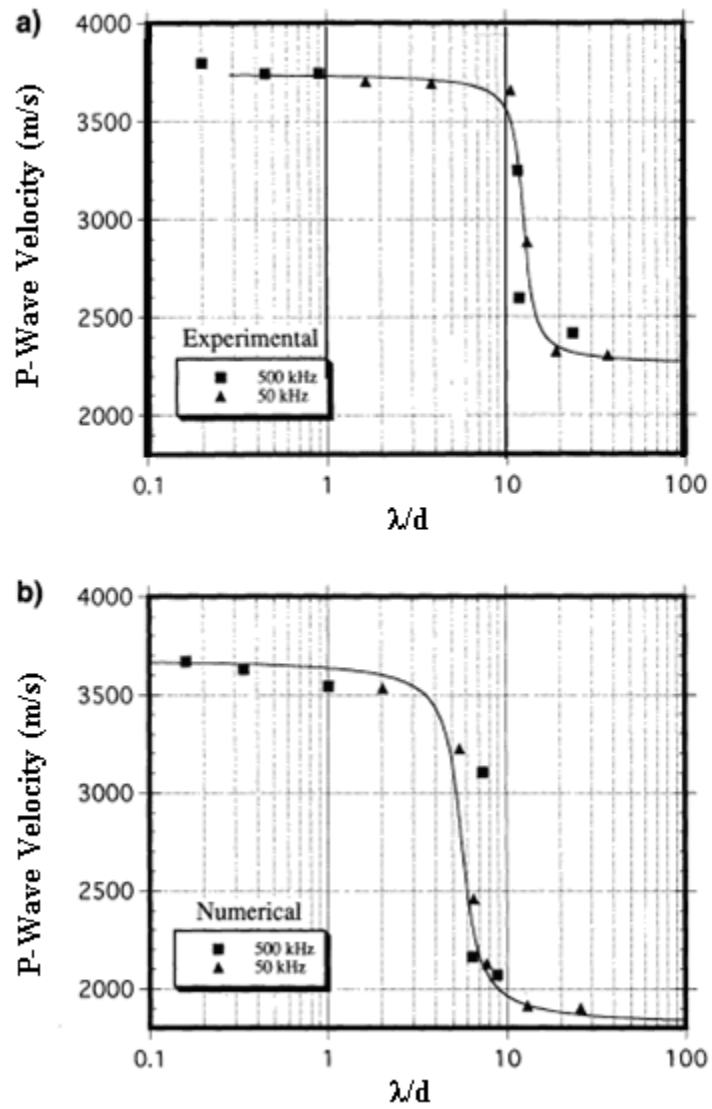 a)
4000
3500
3000
2500
2000
P-Wave Velocity (m/s)
Experimental
■ 500 kHz
▲ 50 kHz
0.1 1 10 100
λ/d
b)
4000
3500
3000
2500
2000
P-Wave Velocity (m/s)
Numerical
■ 500 kHz
▲ 50 kHz
0.1 1 10 100
λ/d